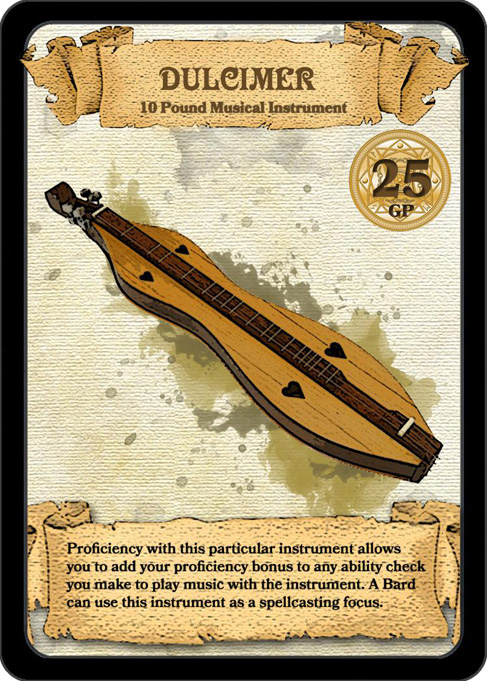 DULCIMER
10 Pound Musical Instrument
25
GP
Proficiency with this particular instrument allows
you to add your proficiency bonus to any ability check
you make to play music with the instrument. A Bard
can use this instrument as a spellcasting focus.